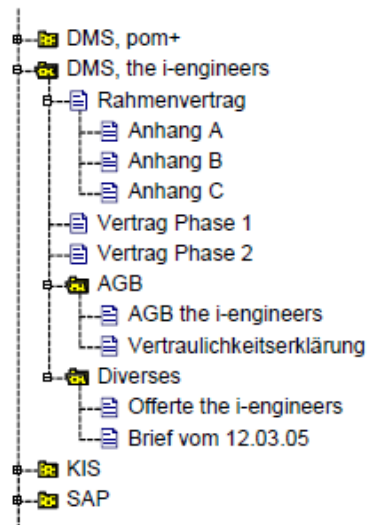 DMS, pom+
DMS, the i-engineers
Rahmenvertrag
Anhang A
Anhang B
Anhang C
Vertrag Phase 1
Vertrag Phase 2
AGB
AGB the i-engineers
Vertraulichkeitserklärung
Diverses
Offerte the i-engineers
Brief vom 12.03.05
KIS
SAP